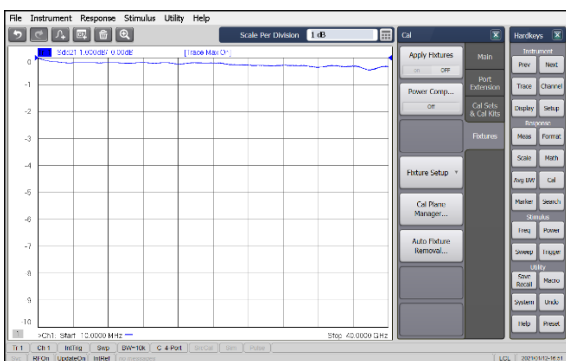 File Instrument Response Stimulus Utility Help
Scale Per Division 1 dB
Cal X
Hardkeys X
Sdd21 1.000dB/ 0.00dB [Trace Max On]
0
-1
-2
-3
-4
-5
-6
-7
-8
-9
-10
1 >Ch1: Start 10.0000 MHz Stop 40.0000 GHz
Apply Fixtures
on OFF
Power Comp...
Off
Fixture Setup
Cal Plane
Manager...
Auto Fixture
Removal...
Main
Port
Extension
Cal Sets
& Cal Kits
Fixtures
Instrument
Prev Next
Trace Channel
Display Setup
Response
Meas Format
Scale Math
Avg BW Cal
Marker Search
Stimulus
Freq Power
Sweep Trigger
Utility
Save
Recall Macro
System Undo
Help Preset
Tr 1 Ch 1 IntTrig Swp BW=10k C 4-Port
RFOn UpdateOn IntRef
LCL